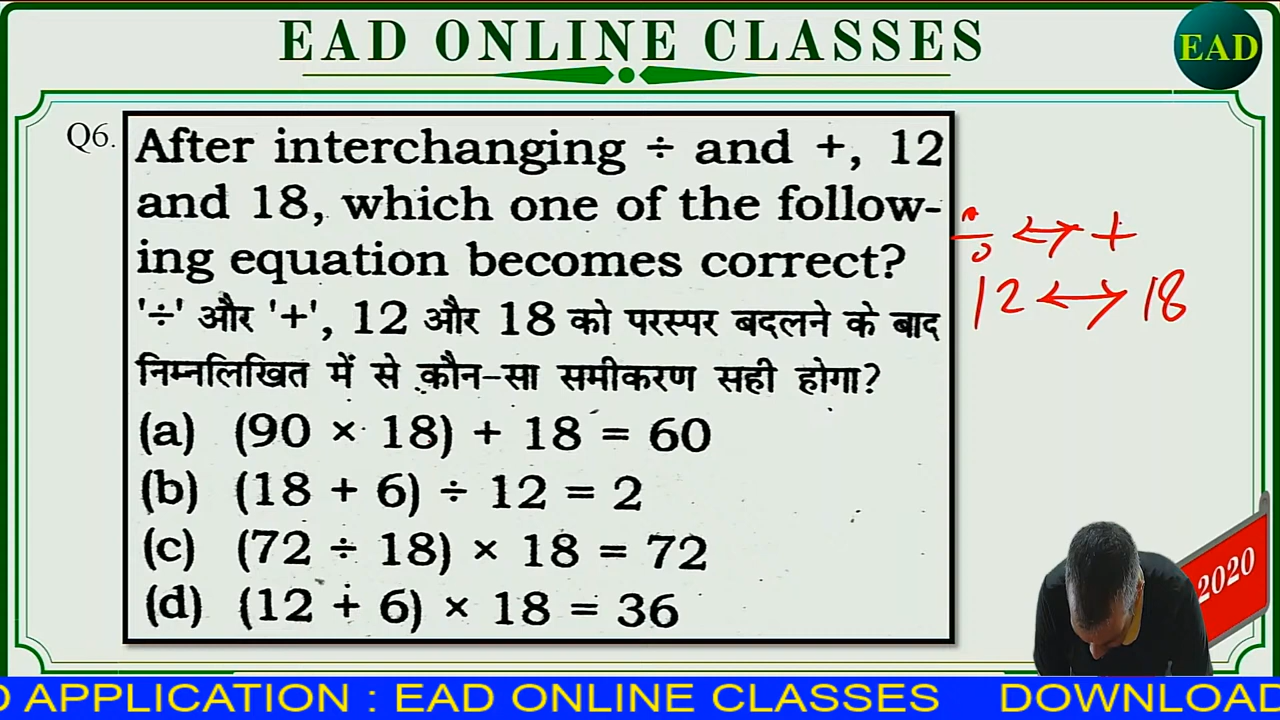 EAD ONLINE CLASSES
EAD
Q6.
After interchanging ÷ and +, 12
and 18, which one of the follow-
ing equation becomes correct?
'÷' और '+', 12 और 18 को परस्पर बदलने के बाद
निम्नलिखित में से कौन-सा समीकरण सही होगा?
(a) (90 × 18) + 18 = 60
(b) (18 + 6) ÷ 12 = 2
(c) (72 ÷ 18) × 18 = 72
(d) (12 + 6) × 18 = 36
÷ ↔ +
12 ↔ 18
2020
D APPLICATION : EAD ONLINE CLASSES DOWNLOAD